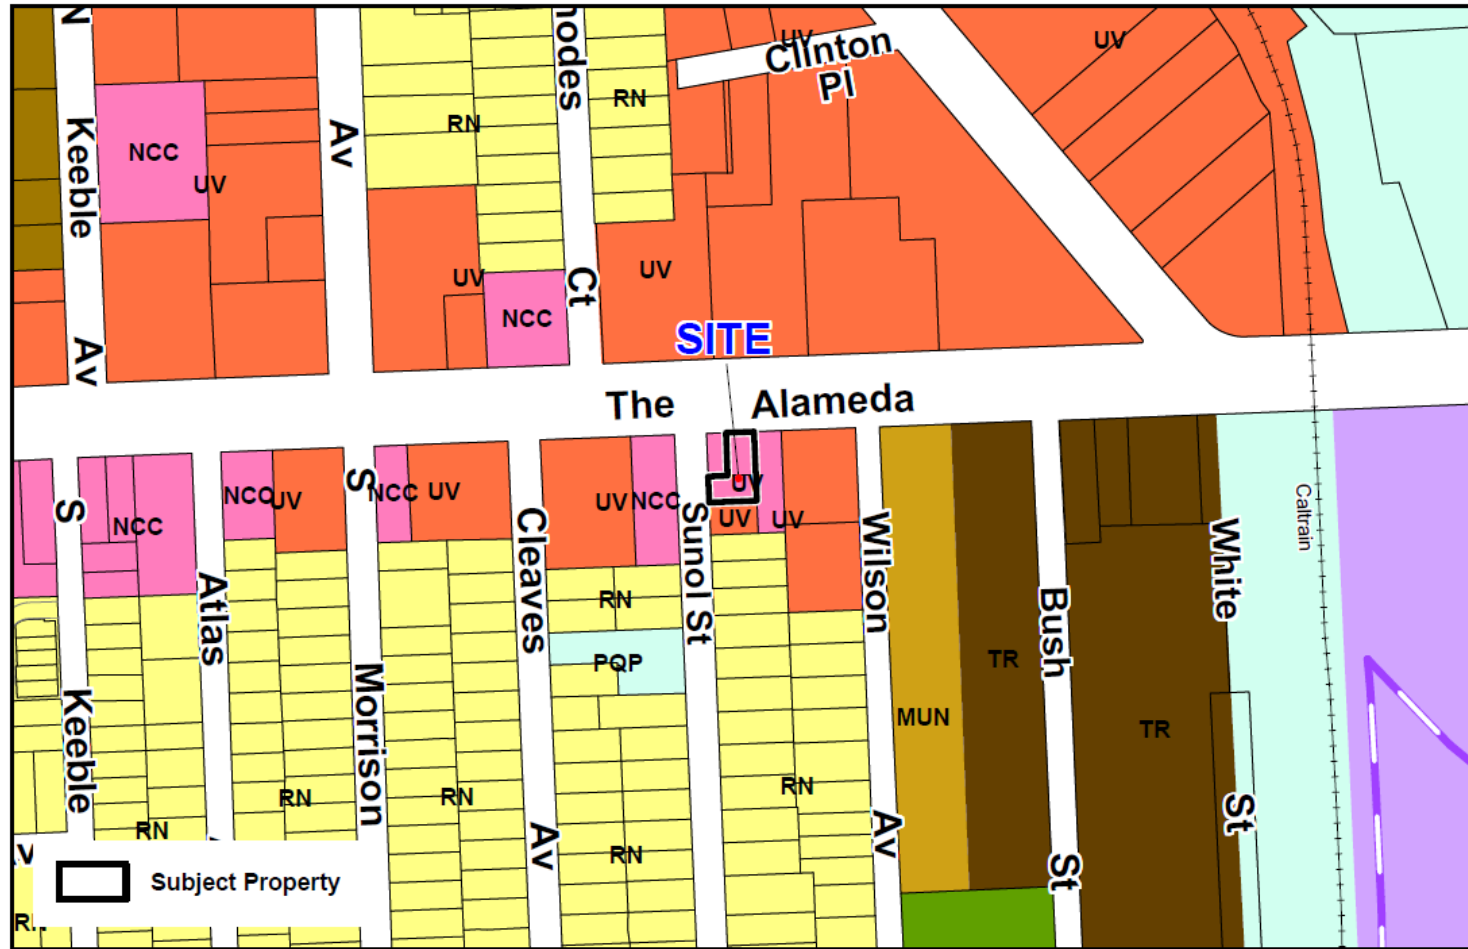 N
Keeble
Av
Av
hodes
Ct
UV
Clinton
Pl
UV
NCC
UV
RN
RN
UV
NCC
UV
SITE
The Alameda
S
Keeble
NCC
NCC
UV
Atlas
S
Morrison
NCC
UV
Cleaves
Av
UV
NCC
Sunol St
UV
UV
UV
Wilson
Av
RN
PQP
MUN
TR
Bush
St
TR
White
St
Caltrain
RN
RN
RN
RN
RN
Subject Property